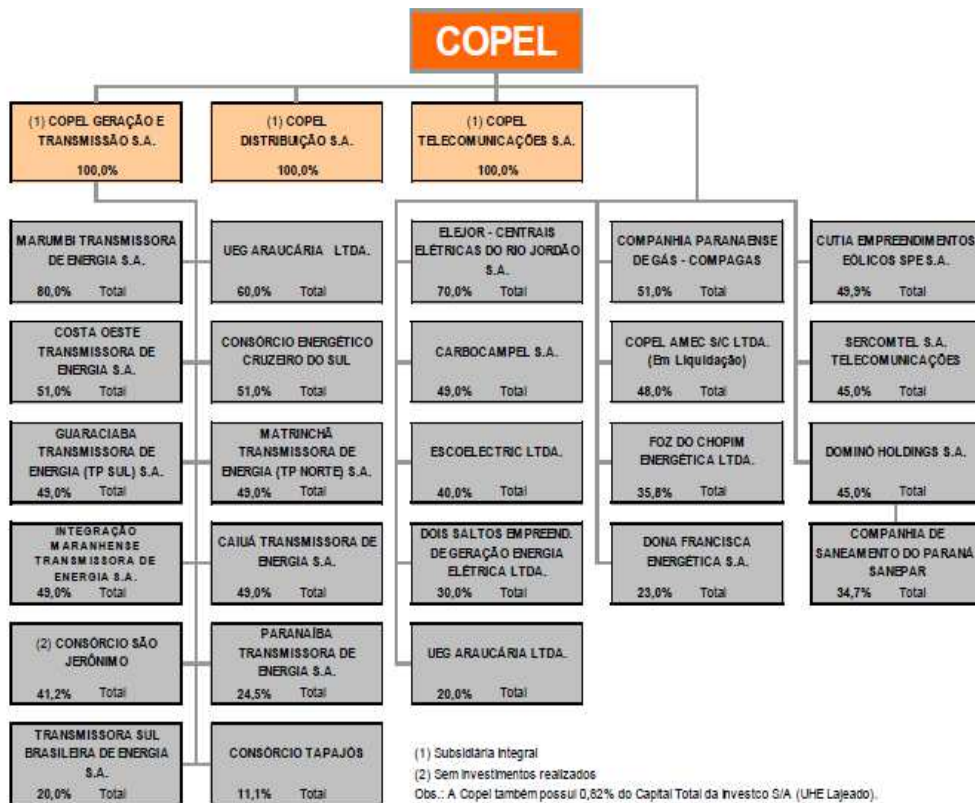 COPEL
(1) COPEL GERAÇÃO E
TRANSMISSÃO S.A.
100,0%
(1) COPEL
DISTRIBUIÇÃO S.A.
100,0%
(1) COPEL
TELECOMUNICAÇÕES S.A.
100,0%
MARUMBI TRANSMISSORA
DE ENERGIA S.A.
80,0% Total
UEG ARAUCÁRIA LTDA.
60,0% Total
ELEJOR - CENTRAIS
ELÉTRICAS DO RIO JORDÃO
S.A.
70,0% Total
COMPANHIA PARANAENSE
DE GÁS - COMPAGAS
51,0% Total
CUTIA EMPREENDIMENTOS
EÓLICOS SPE S.A.
49,9% Total
COSTA OESTE
TRANSMISSORA DE
ENERGIA S.A.
51,0% Total
CONSÓRCIO ENERGÉTICO
CRUZEIRO DO SUL
51,0% Total
CARBOCAMPEL S.A.
49,0% Total
COPEL AMEC S/C LTDA.
(Em Liquidação)
48,0% Total
SERCOMTEL S.A.
TELECOMUNICAÇÕES
45,0% Total
GUARACIABA
TRANSMISSORA DE
ENERGIA (TP SUL) S.A.
49,0% Total
MATRINCHÃ
TRANSMISSORA DE
ENERGIA (TP NORTE) S.A.
49,0% Total
ESCOELECTRIC LTDA.
40,0% Total
FOZ DO CHOPIM
ENERGÉTICA LTDA.
35,8% Total
DOMINÓ HOLDINGS S.A.
45,0% Total
INTEGRAÇÃO
MARANHENSE
TRANSMISSORA DE
ENERGIA S.A.
49,0% Total
CAIUÁ TRANSMISSORA DE
ENERGIA S.A.
49,0% Total
DOIS SALTOS EMPREEND.
DE GERAÇÃO ENERGIA
ELÉTRICA LTDA.
30,0% Total
DONA FRANCISCA
ENERGÉTICA S.A.
23,0% Total
COMPANHIA DE
SANEAMENTO DO PARANÁ
SANEPAR
34,7% Total
(2) CONSÓRCIO SÃO
JERÔNIMO
41,2% Total
PARANAÍBA
TRANSMISSORA DE
ENERGIA S.A.
24,5% Total
UEG ARAUCÁRIA LTDA.
20,0% Total
TRANSMISSORA SUL
BRASILEIRA DE ENERGIA
S.A.
20,0% Total
CONSÓRCIO TAPAJÓS
11,1% Total
(1) Subsidiária Integral
(2) Sem Investimentos realizados
Obs.: A Copel também possui 0,82% do Capital Total da Investco S/A (UHE Lajeado).